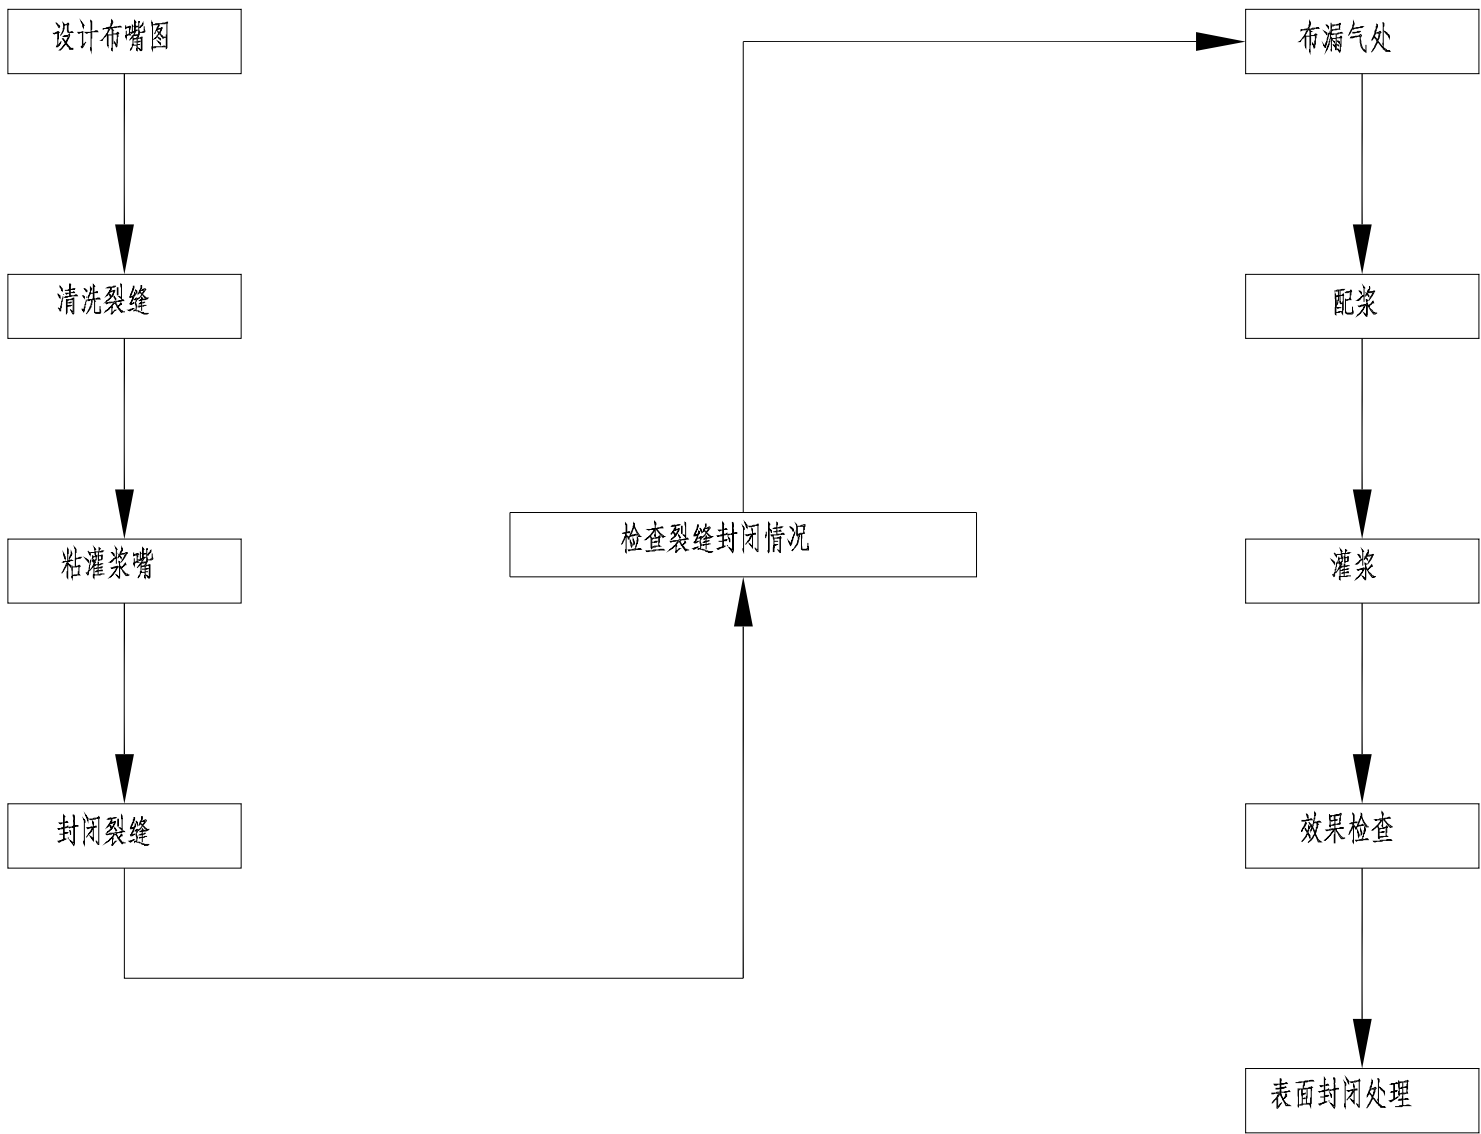 设计布嘴图
清洗裂缝
粘灌浆嘴
封闭裂缝
检查裂缝封闭情况
布漏气处
配浆
灌浆
效果检查
表面封闭处理